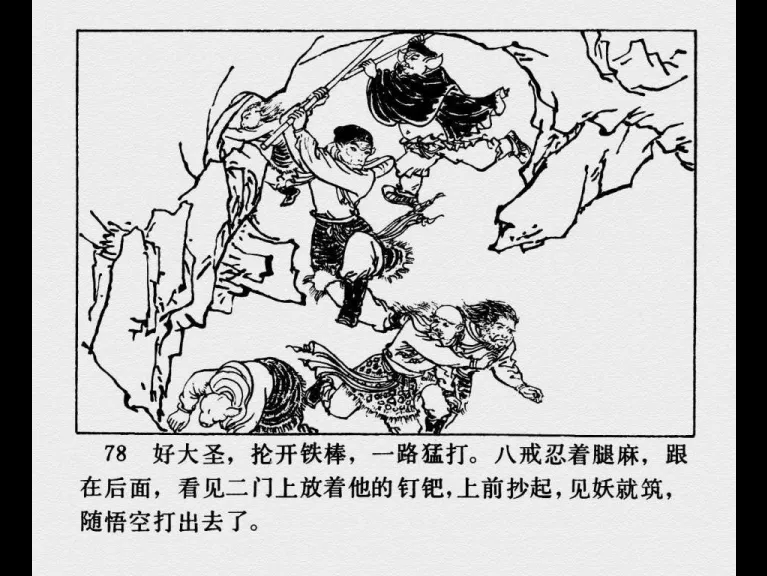 78 好大圣，抡开铁棒，一路猛打。八戒忍着腿麻，跟
在后面，看见二门上放着他的钉钯，上前抄起，见妖就筑，
随悟空打出去了。